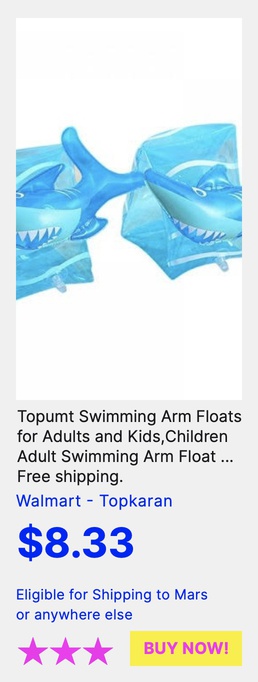 Topumt Swimming Arm Floats
for Adults and Kids,Children
Adult Swimming Arm Float ...
Free shipping.
Walmart - Topkaran
$8.33
Eligible for Shipping to Mars
or anywhere else
BUY NOW!